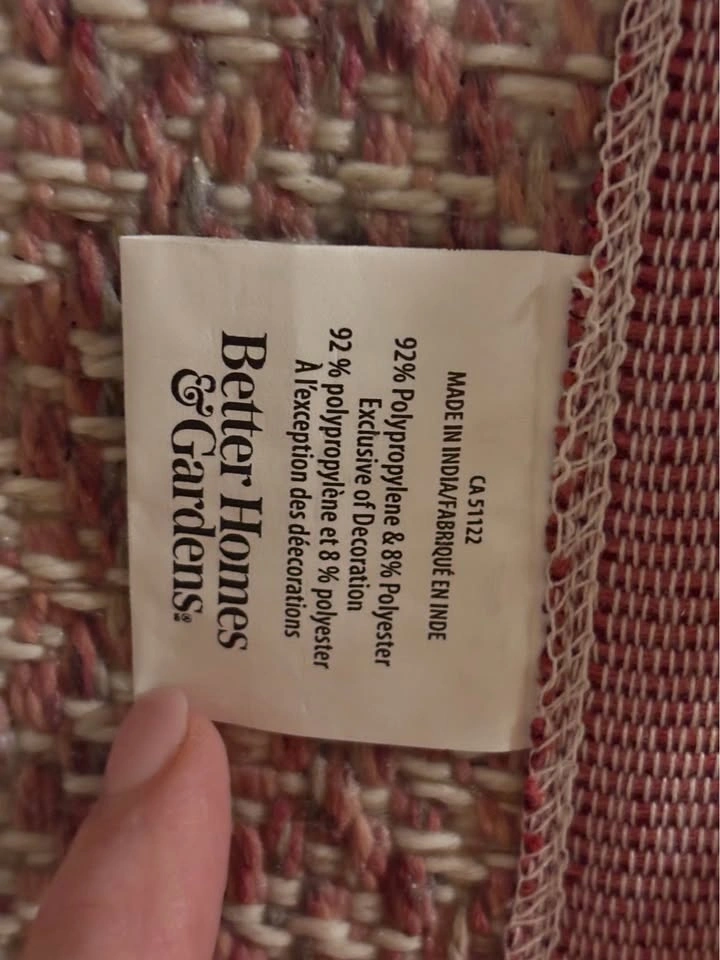 CA 51122
MADE IN INDIA/FABRIQUÉ EN INDE
92% Polypropylene & 8% Polyester
Exclusive of Decoration
92 % polypropylène et 8 % polyester
À l'exception des déecorations
Better Homes
& Gardens®